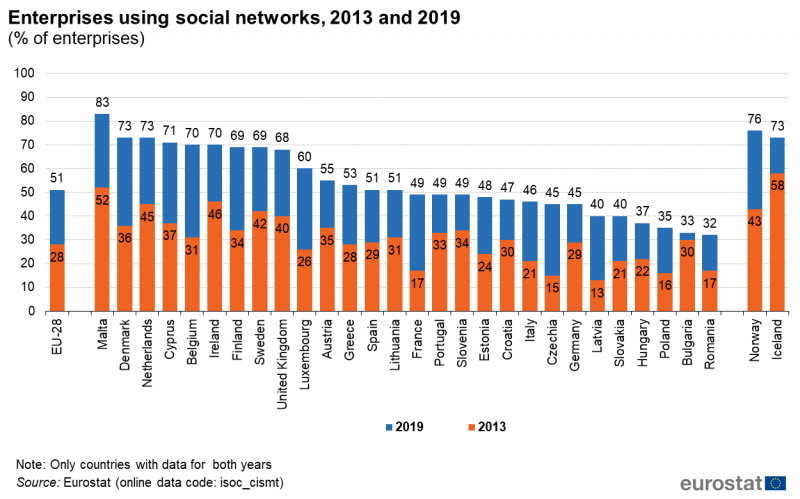 Enterprises using social networks, 2013 and 2019
(% of enterprises)
100
90
80
70
60
50
40
30
20
10
0
51 83 73 73 71 70 70 69 69 68 60 55 53 51 51 49 49 49 48 47 46 45 45 40 40 37 35 33 32 76 73
28 52 36 45 37 31 46 34 42 40 26 35 28 29 31 17 33 34 24 30 21 15 29 13 21 22 16 30 17 43 58
EU-28
Malta
Denmark
Netherlands
Cyprus
Belgium
Ireland
Finland
Sweden
United Kingdom
Luxembourg
Austria
Greece
Spain
Lithuania
France
Portugal
Slovenia
Estonia
Croatia
Italy
Czechia
Germany
Latvia
Slovakia
Hungary
Poland
Bulgaria
Romania
Norway
Iceland
2019 2013
Note: Only countries with data for both years
Source: Eurostat (online data code: isoc_cismt)
eurostat